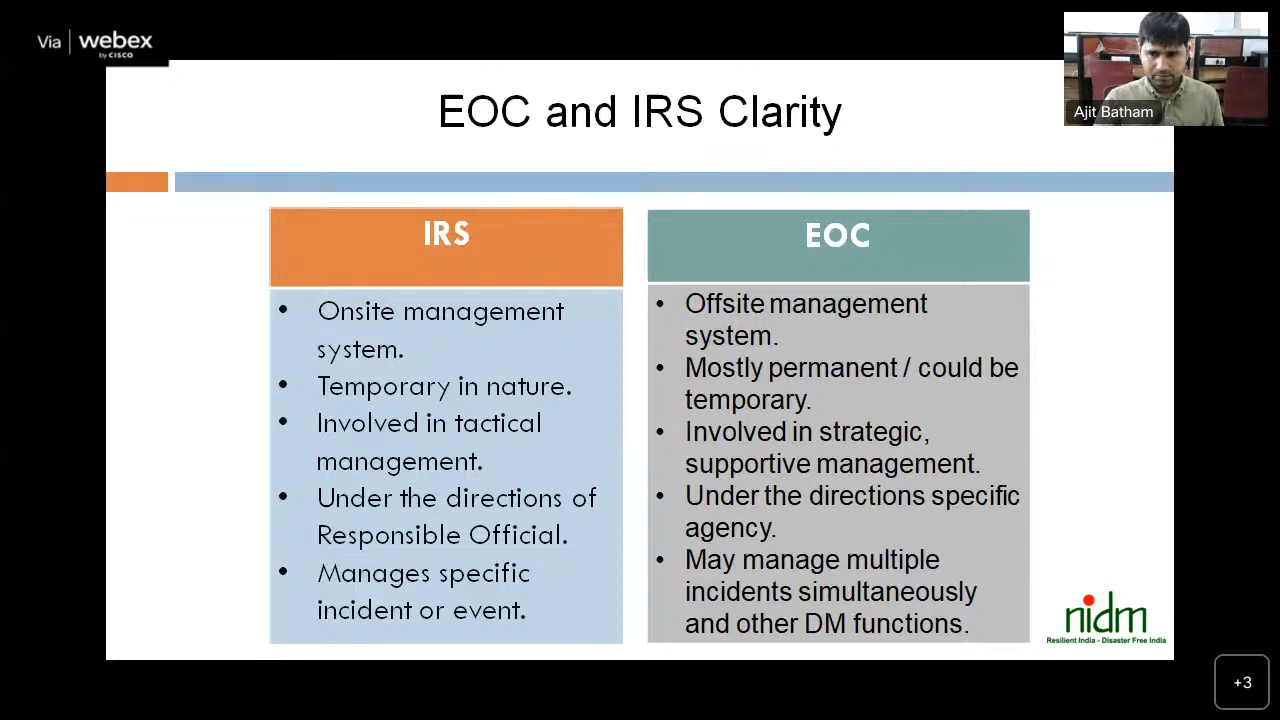 Via webex
by CISCO
Ajit Batham
EOC and IRS Clarity
IRS
• Onsite management
system.
• Temporary in nature.
• Involved in tactical
management.
• Under the directions of
Responsible Official.
• Manages specific
incident or event.
EOC
• Offsite management
system.
• Mostly permanent / could be
temporary.
• Involved in strategic,
supportive management.
• Under the directions specific
agency.
• May manage multiple
incidents simultaneously
and other DM functions.
nidm
Resilient India - Disaster Free India
+3